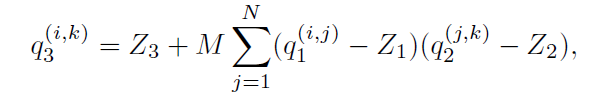 q_3^{(i,k)} = Z_3 + M \sum_{j=1}^{N} (q_1^{(i,j)} - Z_1)(q_2^{(j,k)} - Z_2),